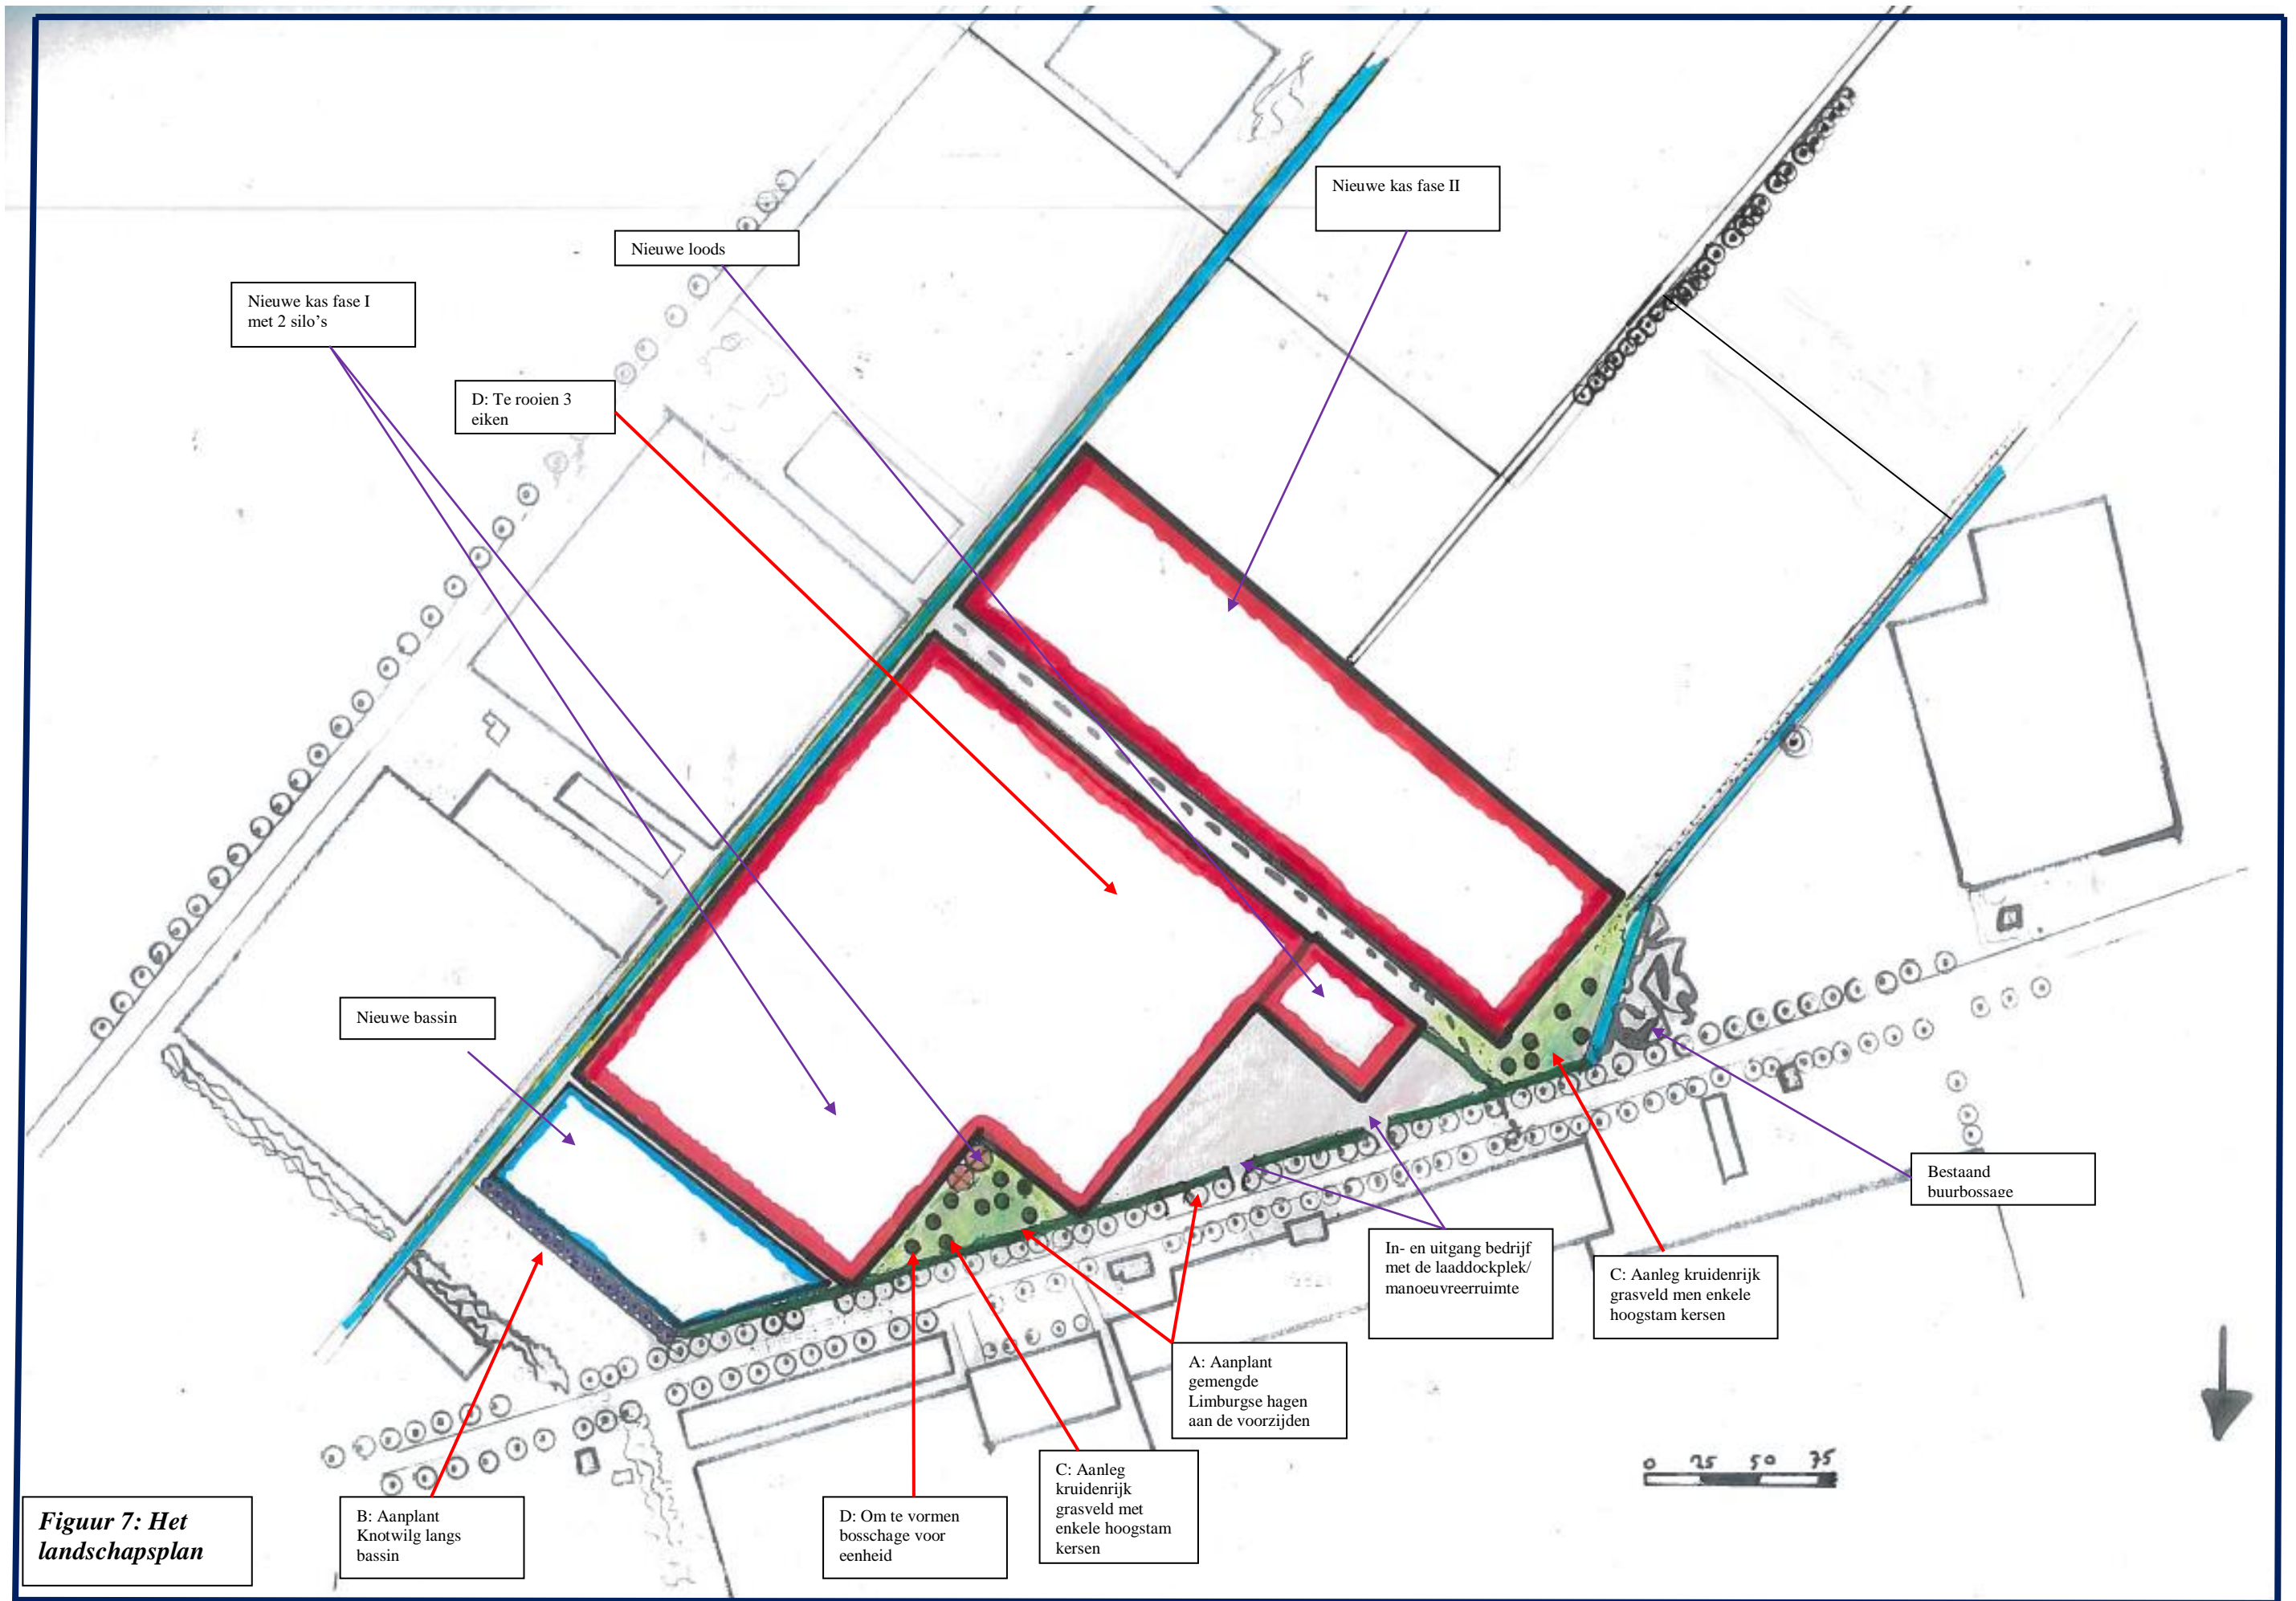 Nieuwe kas fase II
Nieuwe loods
Nieuwe kas fase I
met 2 silo's
D: Te rooien 3
eiken
Nieuwe bassin
Bestaand
buurbossage
In- en uitgang bedrijf
met de laaddockplek/
manoeuvreerruimte
C: Aanleg kruidenrijk
grasveld men enkele
hoogstam kersen
A: Aanplant
gemengde
Limburgse hagen
aan de voorzijden
C: Aanleg
kruidenrijk
grasveld met
enkele hoogstam
kersen
D: Om te vormen
bosschage voor
eenheid
B: Aanplant
Knotwilg langs
bassin
0 25 50 75
Figuur 7: Het
landschapsplan